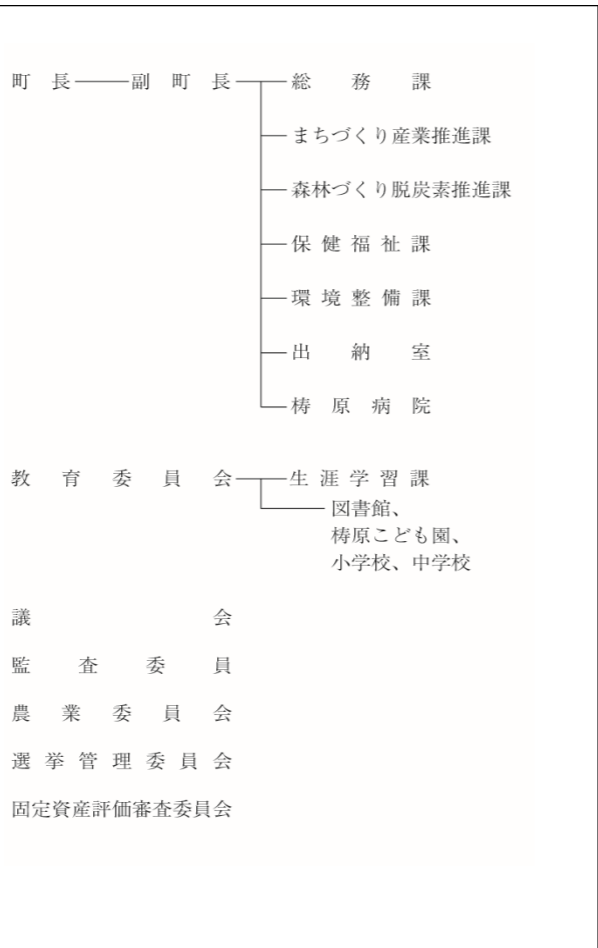 町長 副町長 総務課
まちづくり産業推進課
森林づくり脱炭素推進課
保健福祉課
環境整備課
出納室
梼原病院
教育委員会 生涯学習課
図書館、
梼原こども園、
小学校、中学校
議会
監査委員
農業委員会
選挙管理委員会
固定資産評価審査委員会